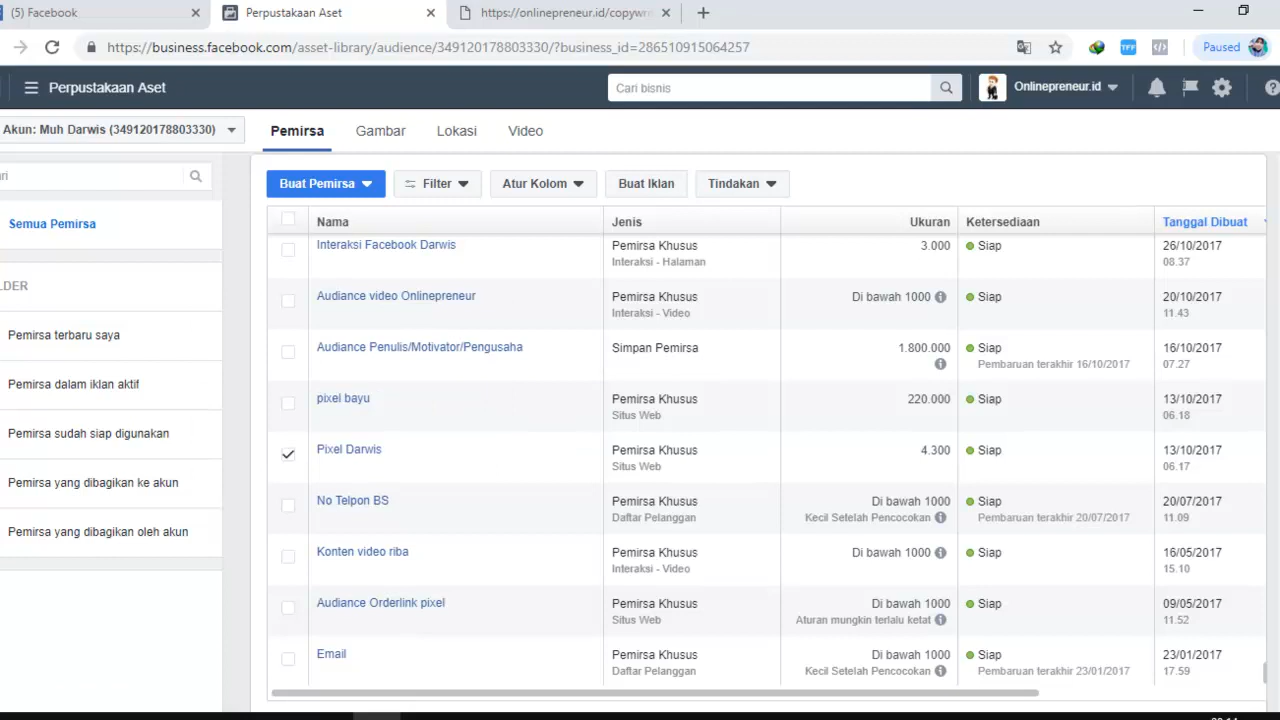 (5) Facebook
Perpustakaan Aset
https://onlinepreneur.id/copywr
https://business.facebook.com/asset-library/audience/349120178803330/?business_id=286510915064257
TFF
Paused
Perpustakaan Aset
Cari bisnis
Onlinepreneur.id
Akun: Muh Darwis (349120178803330)
Pemirsa Gambar Lokasi Video
ri
Semua Pemirsa
LDER
Pemirsa terbaru saya
Pemirsa dalam iklan aktif
Pemirsa sudah siap digunakan
Pemirsa yang dibagikan ke akun
Pemirsa yang dibagikan oleh akun
Buat Pemirsa Filter Atur Kolom Buat Iklan Tindakan
Nama Jenis Ukuran Ketersediaan Tanggal Dibuat
Interaksi Facebook Darwis Pemirsa Khusus 3.000 Siap 26/10/2017
Interaksi - Halaman 08.37
Audiance video Onlinepreneur Pemirsa Khusus Di bawah 1000 Siap 20/10/2017
Interaksi - Video 11.43
Audiance Penulis/Motivator/Pengusaha Simpan Pemirsa 1.800.000 Siap 16/10/2017
Pembaruan terakhir 16/10/2017 07.27
pixel bayu Pemirsa Khusus 220.000 Siap 13/10/2017
Situs Web 06.18
Pixel Darwis Pemirsa Khusus 4.300 Siap 13/10/2017
Situs Web 06.17
No Telpon BS Pemirsa Khusus Di bawah 1000 Siap 20/07/2017
Daftar Pelanggan Kecil Setelah Pencocokan Pembaruan terakhir 20/07/2017 11.09
Konten video riba Pemirsa Khusus Di bawah 1000 Siap 16/05/2017
Interaksi - Video 15.10
Audiance Orderlink pixel Pemirsa Khusus Di bawah 1000 Siap 09/05/2017
Situs Web Aturan mungkin terlalu ketat 11.52
Email Pemirsa Khusus Di bawah 1000 Siap 23/01/2017
Daftar Pelanggan Kecil Setelah Pencocokan Pembaruan terakhir 23/01/2017 17.59